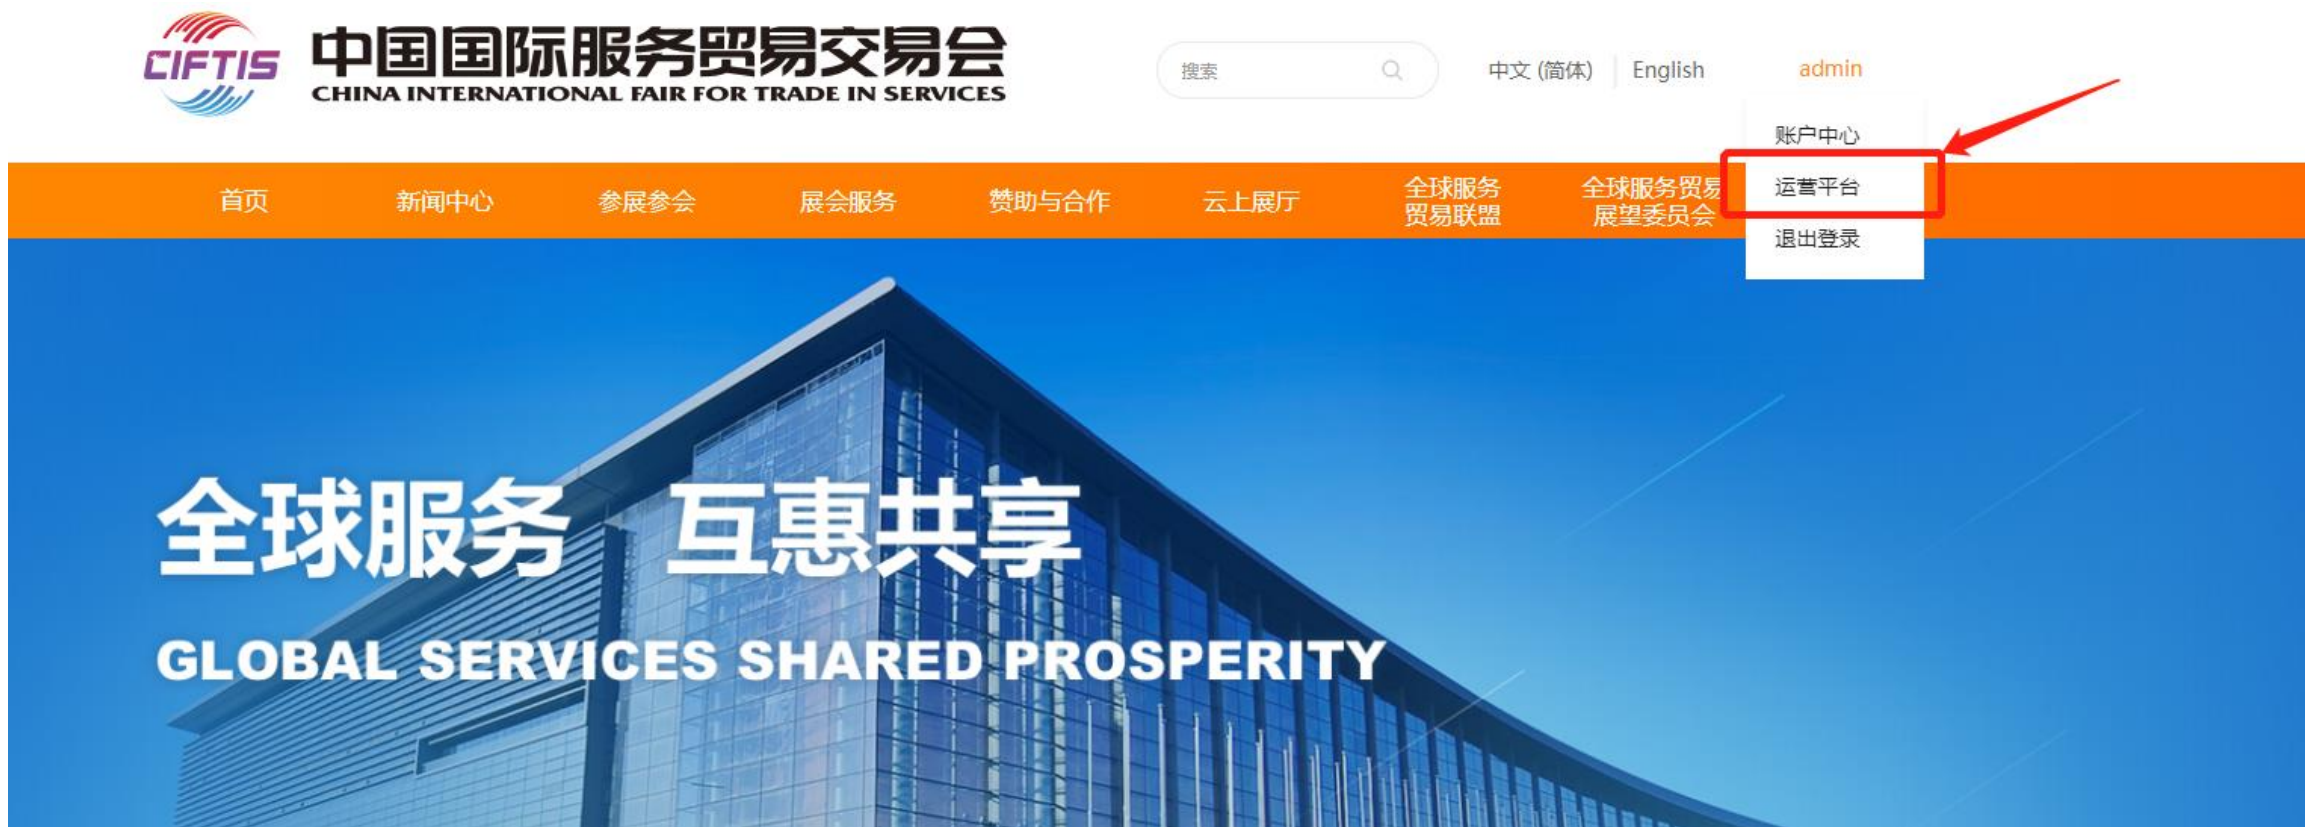 CIFTIS
中国国际服务贸易交易会
CHINA INTERNATIONAL FAIR FOR TRADE IN SERVICES
搜索
中文 (简体)
English
admin
账户中心
运营平台
退出登录
首页
新闻中心
参展参会
展会服务
赞助与合作
云上展厅
全球服务
贸易联盟
全球服务贸易
展望委员会
全球服务 互惠共享
GLOBAL SERVICES SHARED PROSPERITY